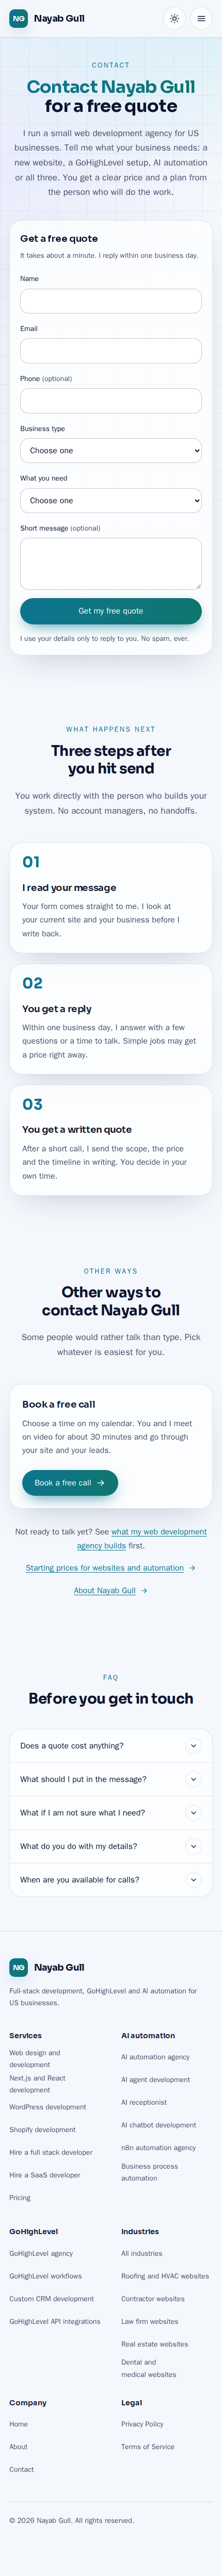 NG Nayab Gull
CONTACT
Contact Nayab Gull
for a free quote
I run a small web development agency for US
businesses. Tell me what your business needs: a
new website, a GoHighLevel setup, AI automation
or all three. You get a clear price and a plan from
the person who will do the work.
Get a free quote
It takes about a minute. I reply within one business day.
Name
Email
Phone (optional)
Business type
Choose one
What you need
Choose one
Short message (optional)
Get my free quote
I use your details only to reply to you. No spam, ever.
WHAT HAPPENS NEXT
Three steps after
you hit send
You work directly with the person who builds your
system. No account managers, no handoffs.
01
I read your message
Your form comes straight to me. I look at
your current site and your business before I
write back.
02
You get a reply
Within one business day, I answer with a few
questions or a time to talk. Simple jobs may get
a price right away.
03
You get a written quote
After a short call, I send the scope, the price
and the timeline in writing. You decide in your
own time.
OTHER WAYS
Other ways to
contact Nayab Gull
Some people would rather talk than type. Pick
whatever is easiest for you.
Book a free call
Choose a time on my calendar. You and I meet
on video for about 30 minutes and go through
your site and your leads.
Book a free call →
Not ready to talk yet? See what my web development
agency builds first.
Starting prices for websites and automation →
About Nayab Gull →
FAQ
Before you get in touch
Does a quote cost anything?
What should I put in the message?
What if I am not sure what I need?
What do you do with my details?
When are you available for calls?
NG Nayab Gull
Full-stack development, GoHighLevel and AI automation for
US businesses.
Services
Web design and
development
Next.js and React
development
WordPress development
Shopify development
Hire a full stack developer
Hire a SaaS developer
Pricing
AI automation
AI automation agency
AI agent development
AI receptionist
AI chatbot development
n8n automation agency
Business process
automation
GoHighLevel
GoHighLevel agency
GoHighLevel workflows
Custom CRM development
GoHighLevel API integrations
Industries
All industries
Roofing and HVAC websites
Contractor websites
Law firm websites
Real estate websites
Dental and
medical websites
Company
Home
About
Contact
Legal
Privacy Policy
Terms of Service
© 2026 Nayab Gull. All rights reserved.